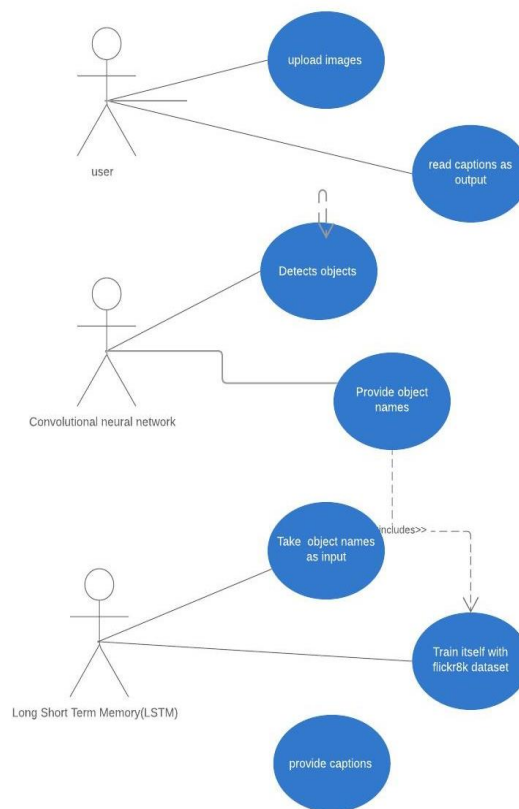 upload images
read captions as
output
user
Detects objects
Convolutional neural network
Provide object
names
includes>>
Take object names
as input
Long Short Term Memory(LSTM)
Train itself with
flickr8k dataset
provide captions